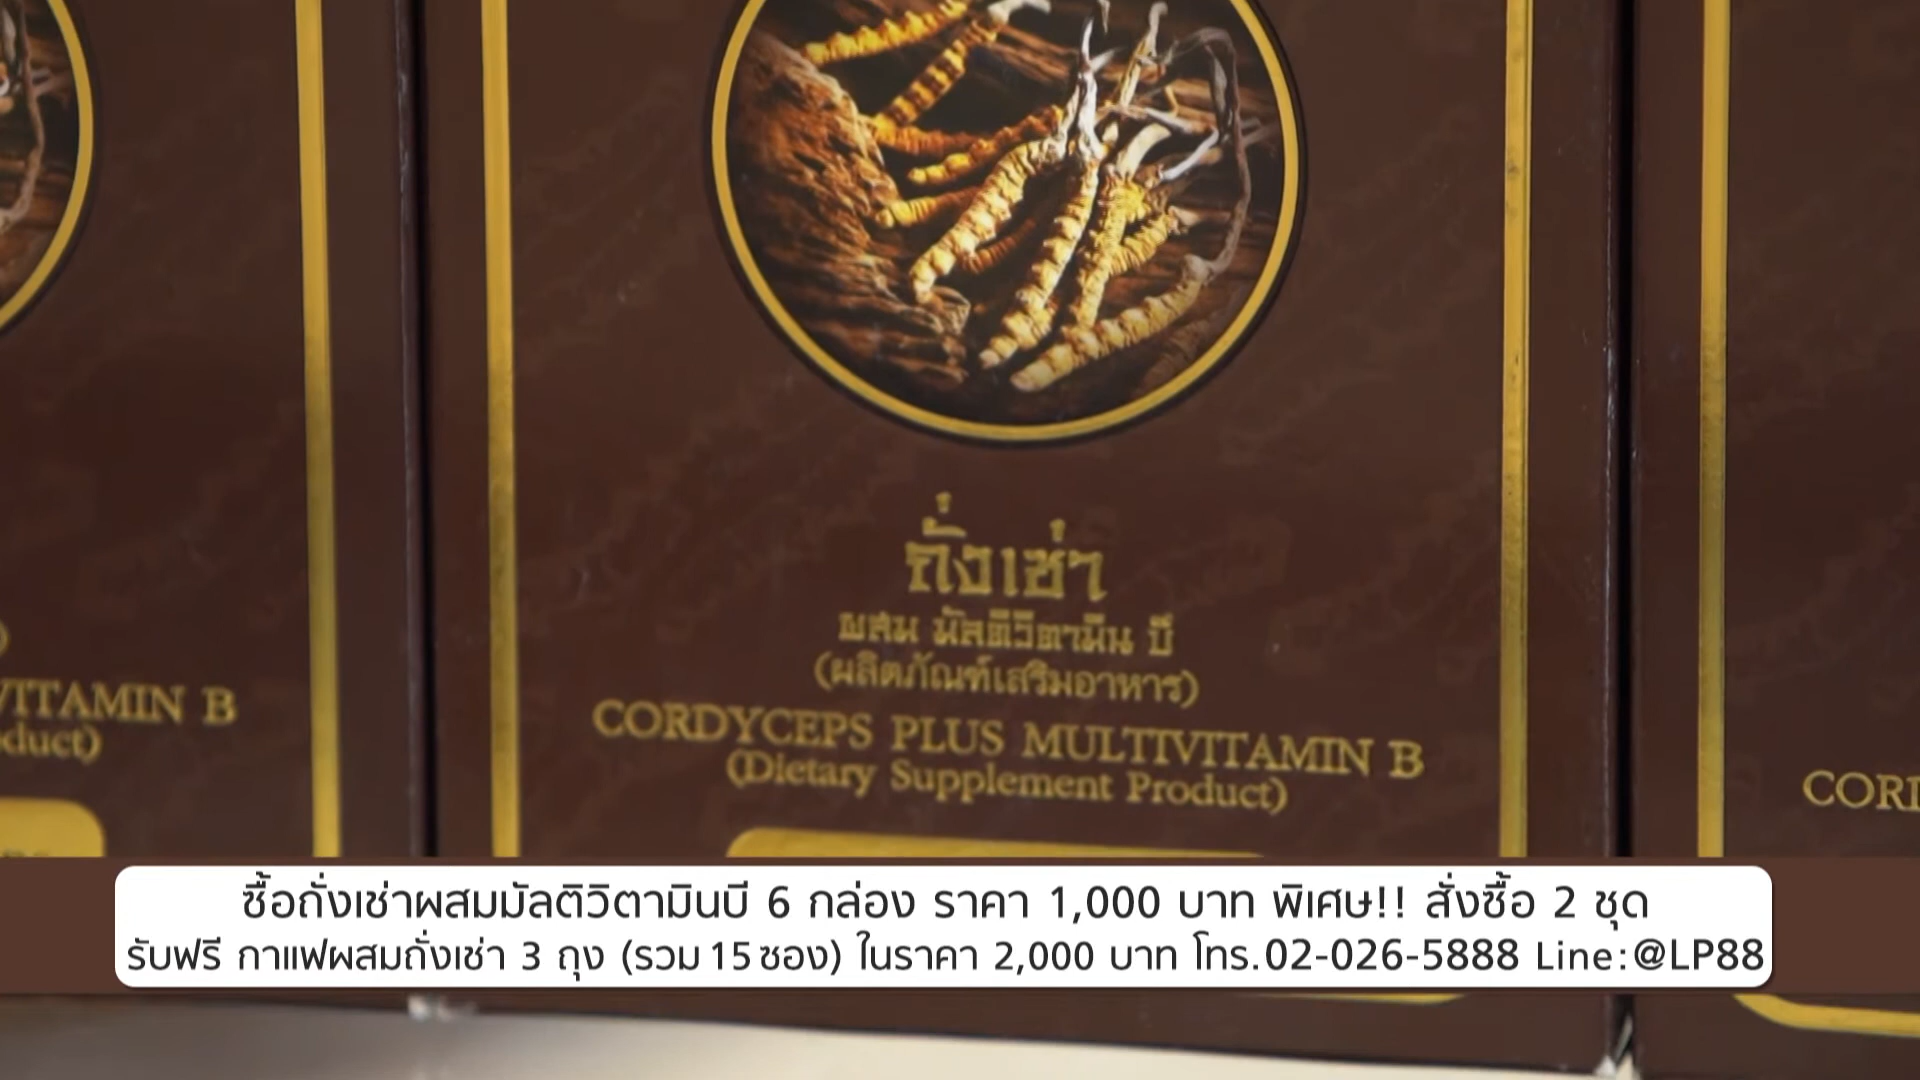 ถั่งเช่า
ผสม มัลติวิตามิน บี
(ผลิตภัณฑ์เสริมอาหาร)
CORDYCEPS PLUS MULTIVITAMIN B
(Dietary Supplement Product)
VITAMIN B
duct)
CORD
ซื้อถั่งเช่าผสมมัลติวิตามินบี 6 กล่อง ราคา 1,000 บาท พิเศษ!! สั่งซื้อ 2 ชุด
รับฟรี กาแฟผสมถั่งเช่า 3 ถุง (รวม 15 ซอง) ในราคา 2,000 บาท โทร.02-026-5888 Line:@LP88